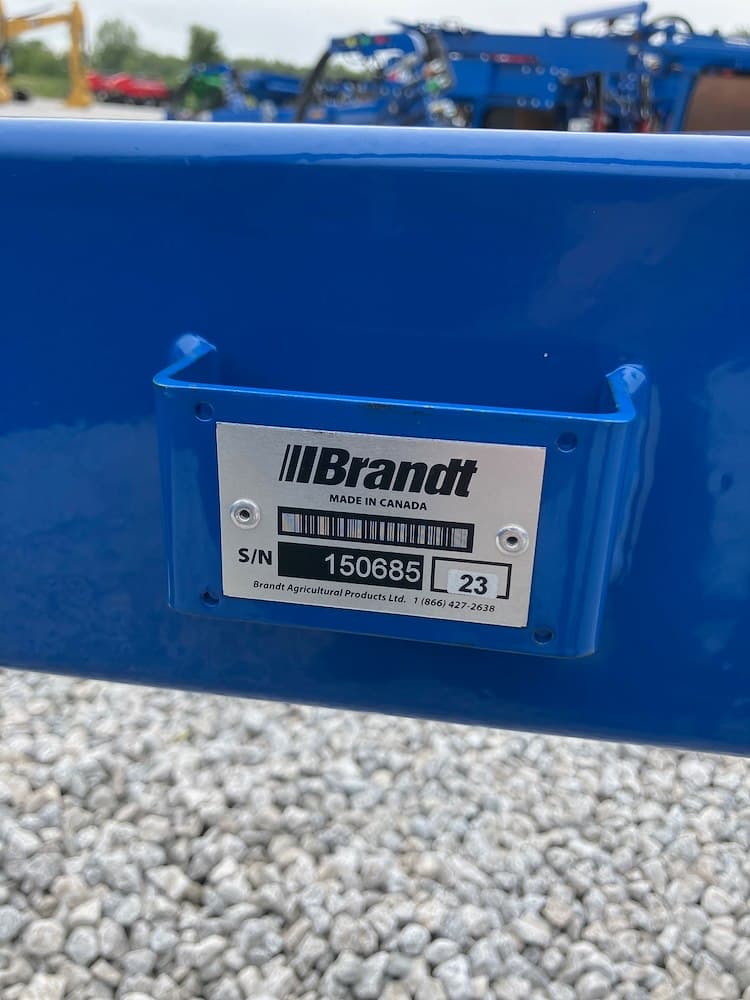 Brandt
MADE IN CANADA
S/N 150685 23
Brandt Agricultural Products Ltd. 1 (866) 427-2638